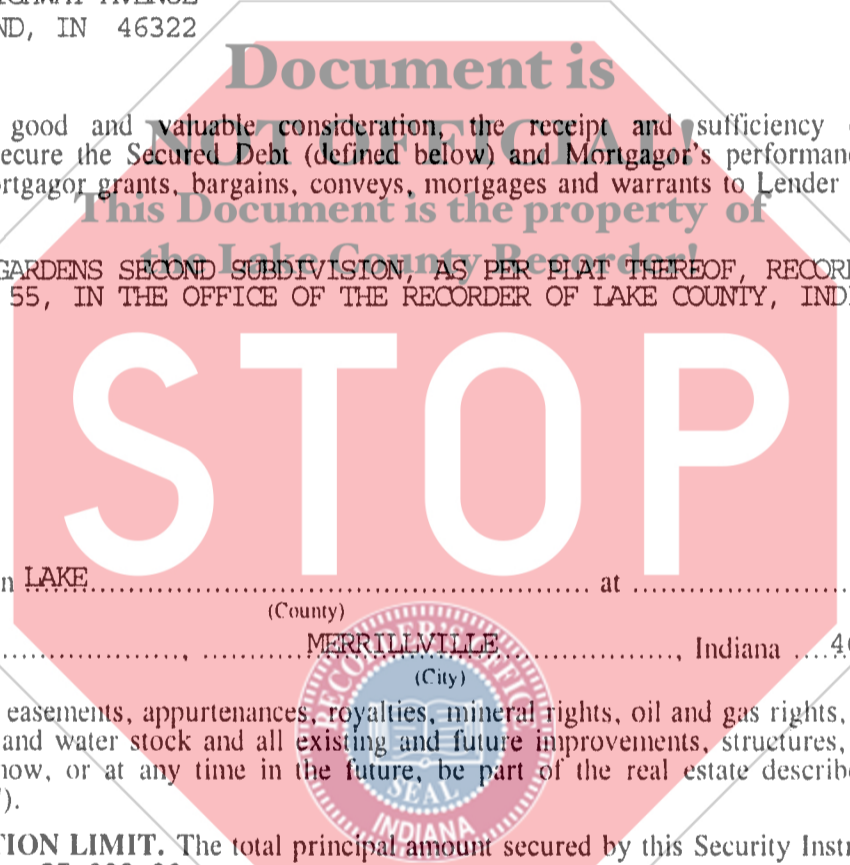 ND, IN 46322
Document is
NOT OFFICIAL!
good and valuable consideration, the receipt and sufficiency
ecure the Secured Debt (defined below) and Mortgagor's performan
rtgagor grants, bargains, conveys, mortgages and warrants to Lender
This Document is the property of
the Lake County Recorder!
GARDENS SECOND SUBDIVISION, AS PER PLAT THEREOF, RECOR
55, IN THE OFFICE OF THE RECORDER OF LAKE COUNTY, IND
STOP
n LAKE at
(County)
, MERRILLVILLE, Indiana 4
(City)
easements, appurtenances, royalties, mineral rights, oil and gas rights,
and water stock and all existing and future improvements, structures,
now, or at any time in the future, be part of the real estate describ
").
RECORDER'S OFFICE
SEAL
INDIANA
TION LIMIT. The total principal amount secured by this Security Instr